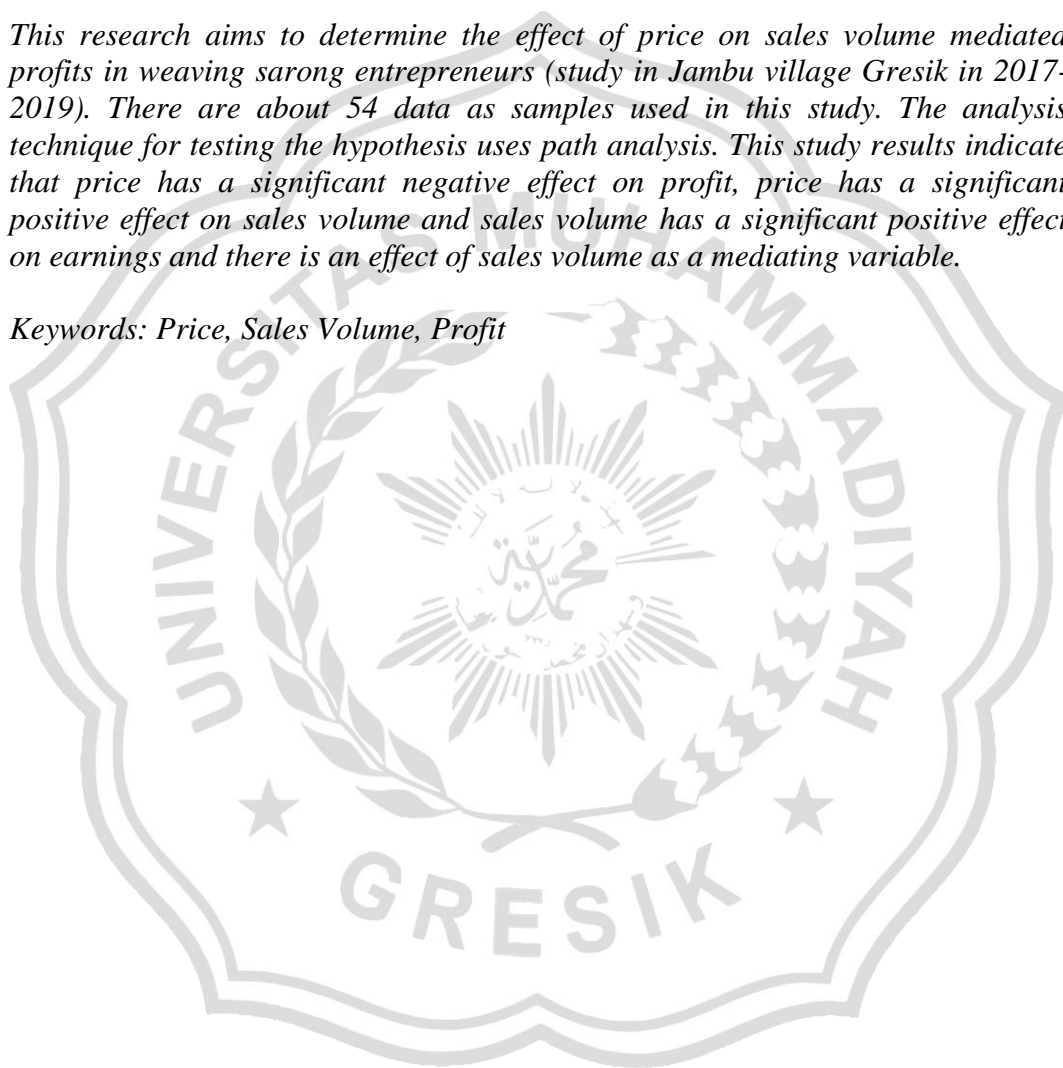 This research aims to determine the effect of price on sales volume mediated
profits in weaving sarong entrepreneurs (study in Jambu village Gresik in 2017-
2019). There are about 54 data as samples used in this study. The analysis
technique for testing the hypothesis uses path analysis. This study results indicate
that price has a significant negative effect on profit, price has a significant
positive effect on sales volume and sales volume has a significant positive effect
on earnings and there is an effect of sales volume as a mediating variable.
Keywords: Price, Sales Volume, Profit
UNIVERSITAS MUHAMMADIYAH
GRESIK